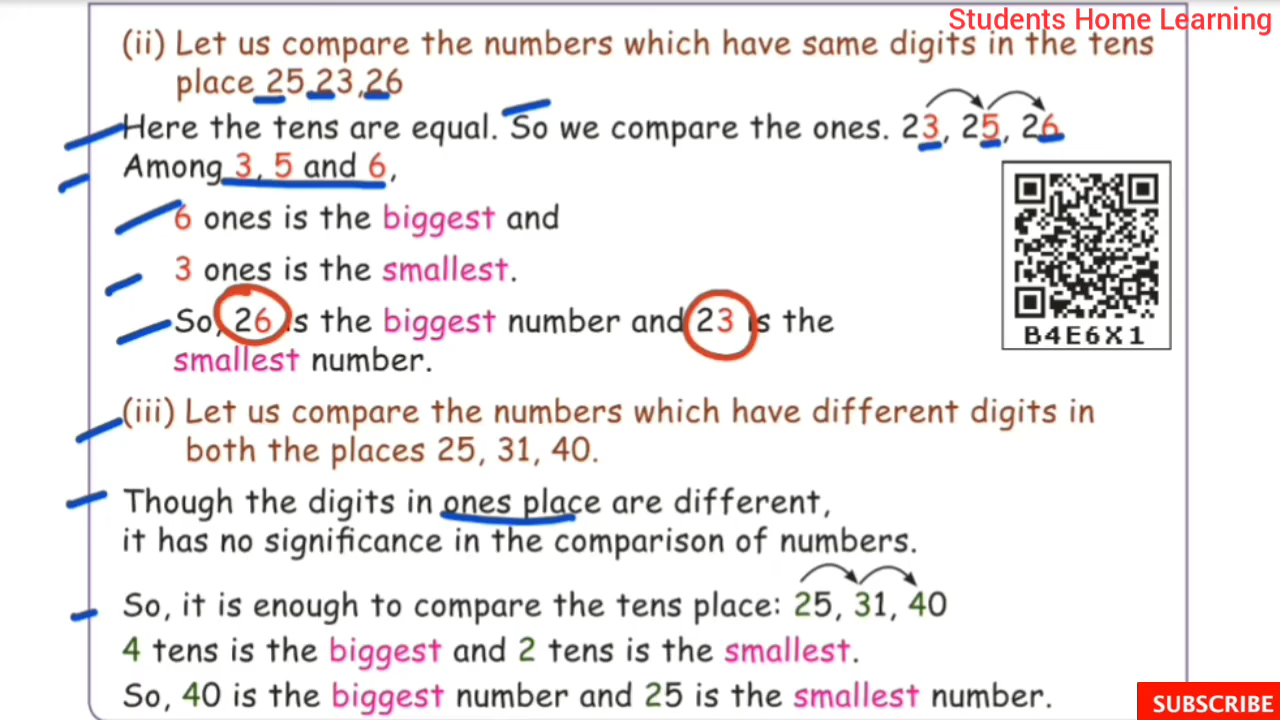 Students Home Learning
(ii) Let us compare the numbers which have same digits in the tens
place 25,23,26
Here the tens are equal. So we compare the ones. 23, 25, 26
Among 3, 5 and 6,
6 ones is the biggest and
3 ones is the smallest.
So, 26 is the biggest number and 23 is the
smallest number.
B4E6X1
(iii) Let us compare the numbers which have different digits in
both the places 25, 31, 40.
Though the digits in ones place are different,
it has no significance in the comparison of numbers.
So, it is enough to compare the tens place: 25, 31, 40
4 tens is the biggest and 2 tens is the smallest.
So, 40 is the biggest number and 25 is the smallest number.
SUBSCRIBE